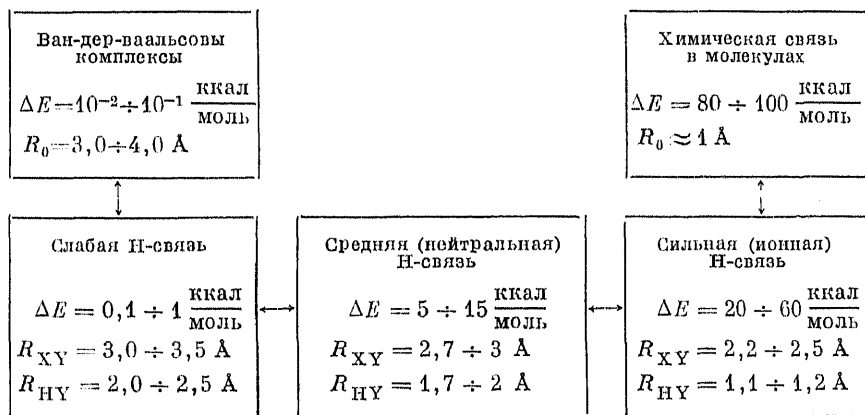 Ван-дер-ваальсовы
комплексы
ΔE=10⁻²÷10⁻¹ ккал/моль
R₀=3,0÷4,0 Å
Химическая связь
в молекулах
ΔE = 80 ÷ 100 ккал/моль
R₀ ≈ 1 Å
Слабая Н-связь
ΔE = 0,1 ÷ 1 ккал/моль
R_XY = 3,0 ÷ 3,5 Å
R_HY = 2,0 ÷ 2,5 Å
Средняя (нейтральная)
Н-связь
ΔE = 5 ÷ 15 ккал/моль
R_XY = 2,7 ÷ 3 Å
R_HY = 1,7 ÷ 2 Å
Сильная (ионная)
Н-связь
ΔE = 20 ÷ 60 ккал/моль
R_XY = 2,2 ÷ 2,5 Å
R_HY = 1,1 ÷ 1,2 Å